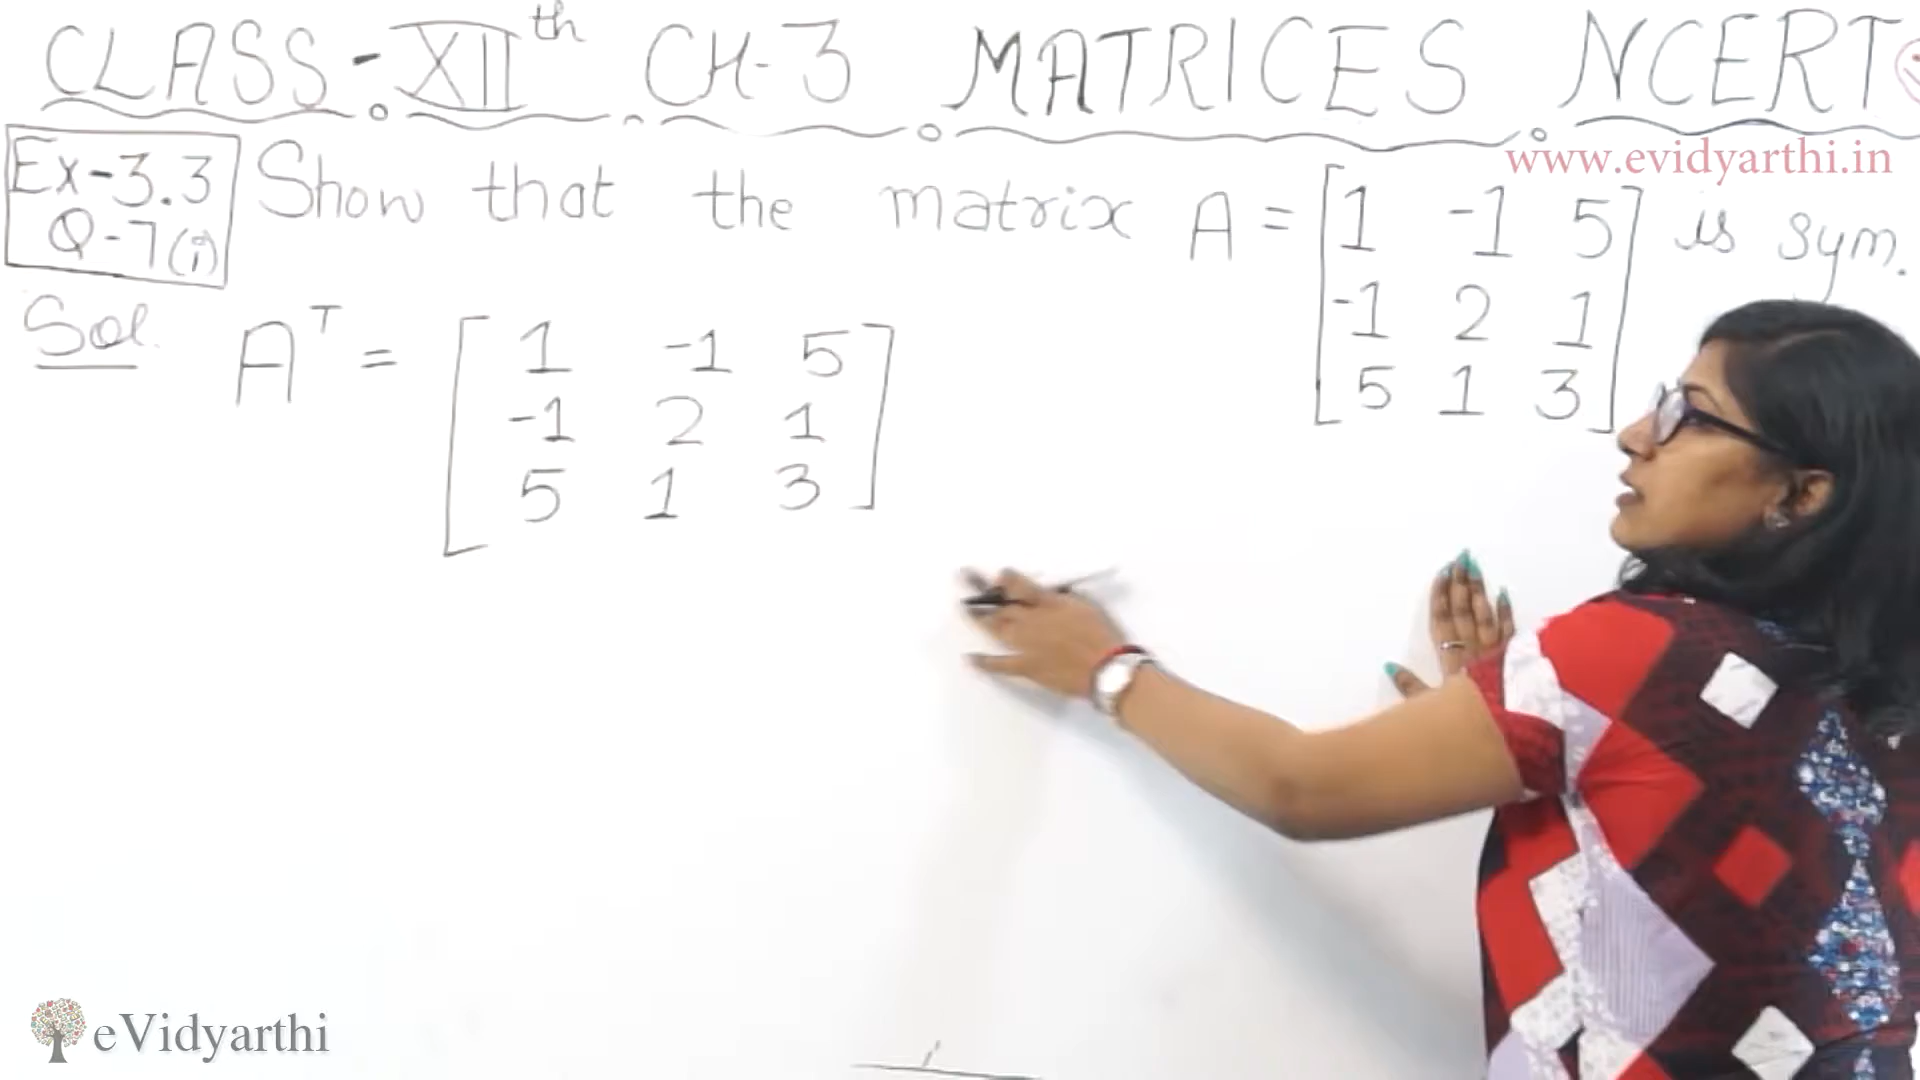 CLASS-XIIth CH-3 MATRICES NCERT
www.evidyarthi.in
Ex-3.3
Q-7(i)
Show that the matrix A = [1 -1 5] is sym.
-1 2 1
5 1 3
Sol.
A^T = [1 -1 5]
-1 2 1
5 1 3
eVidyarthi